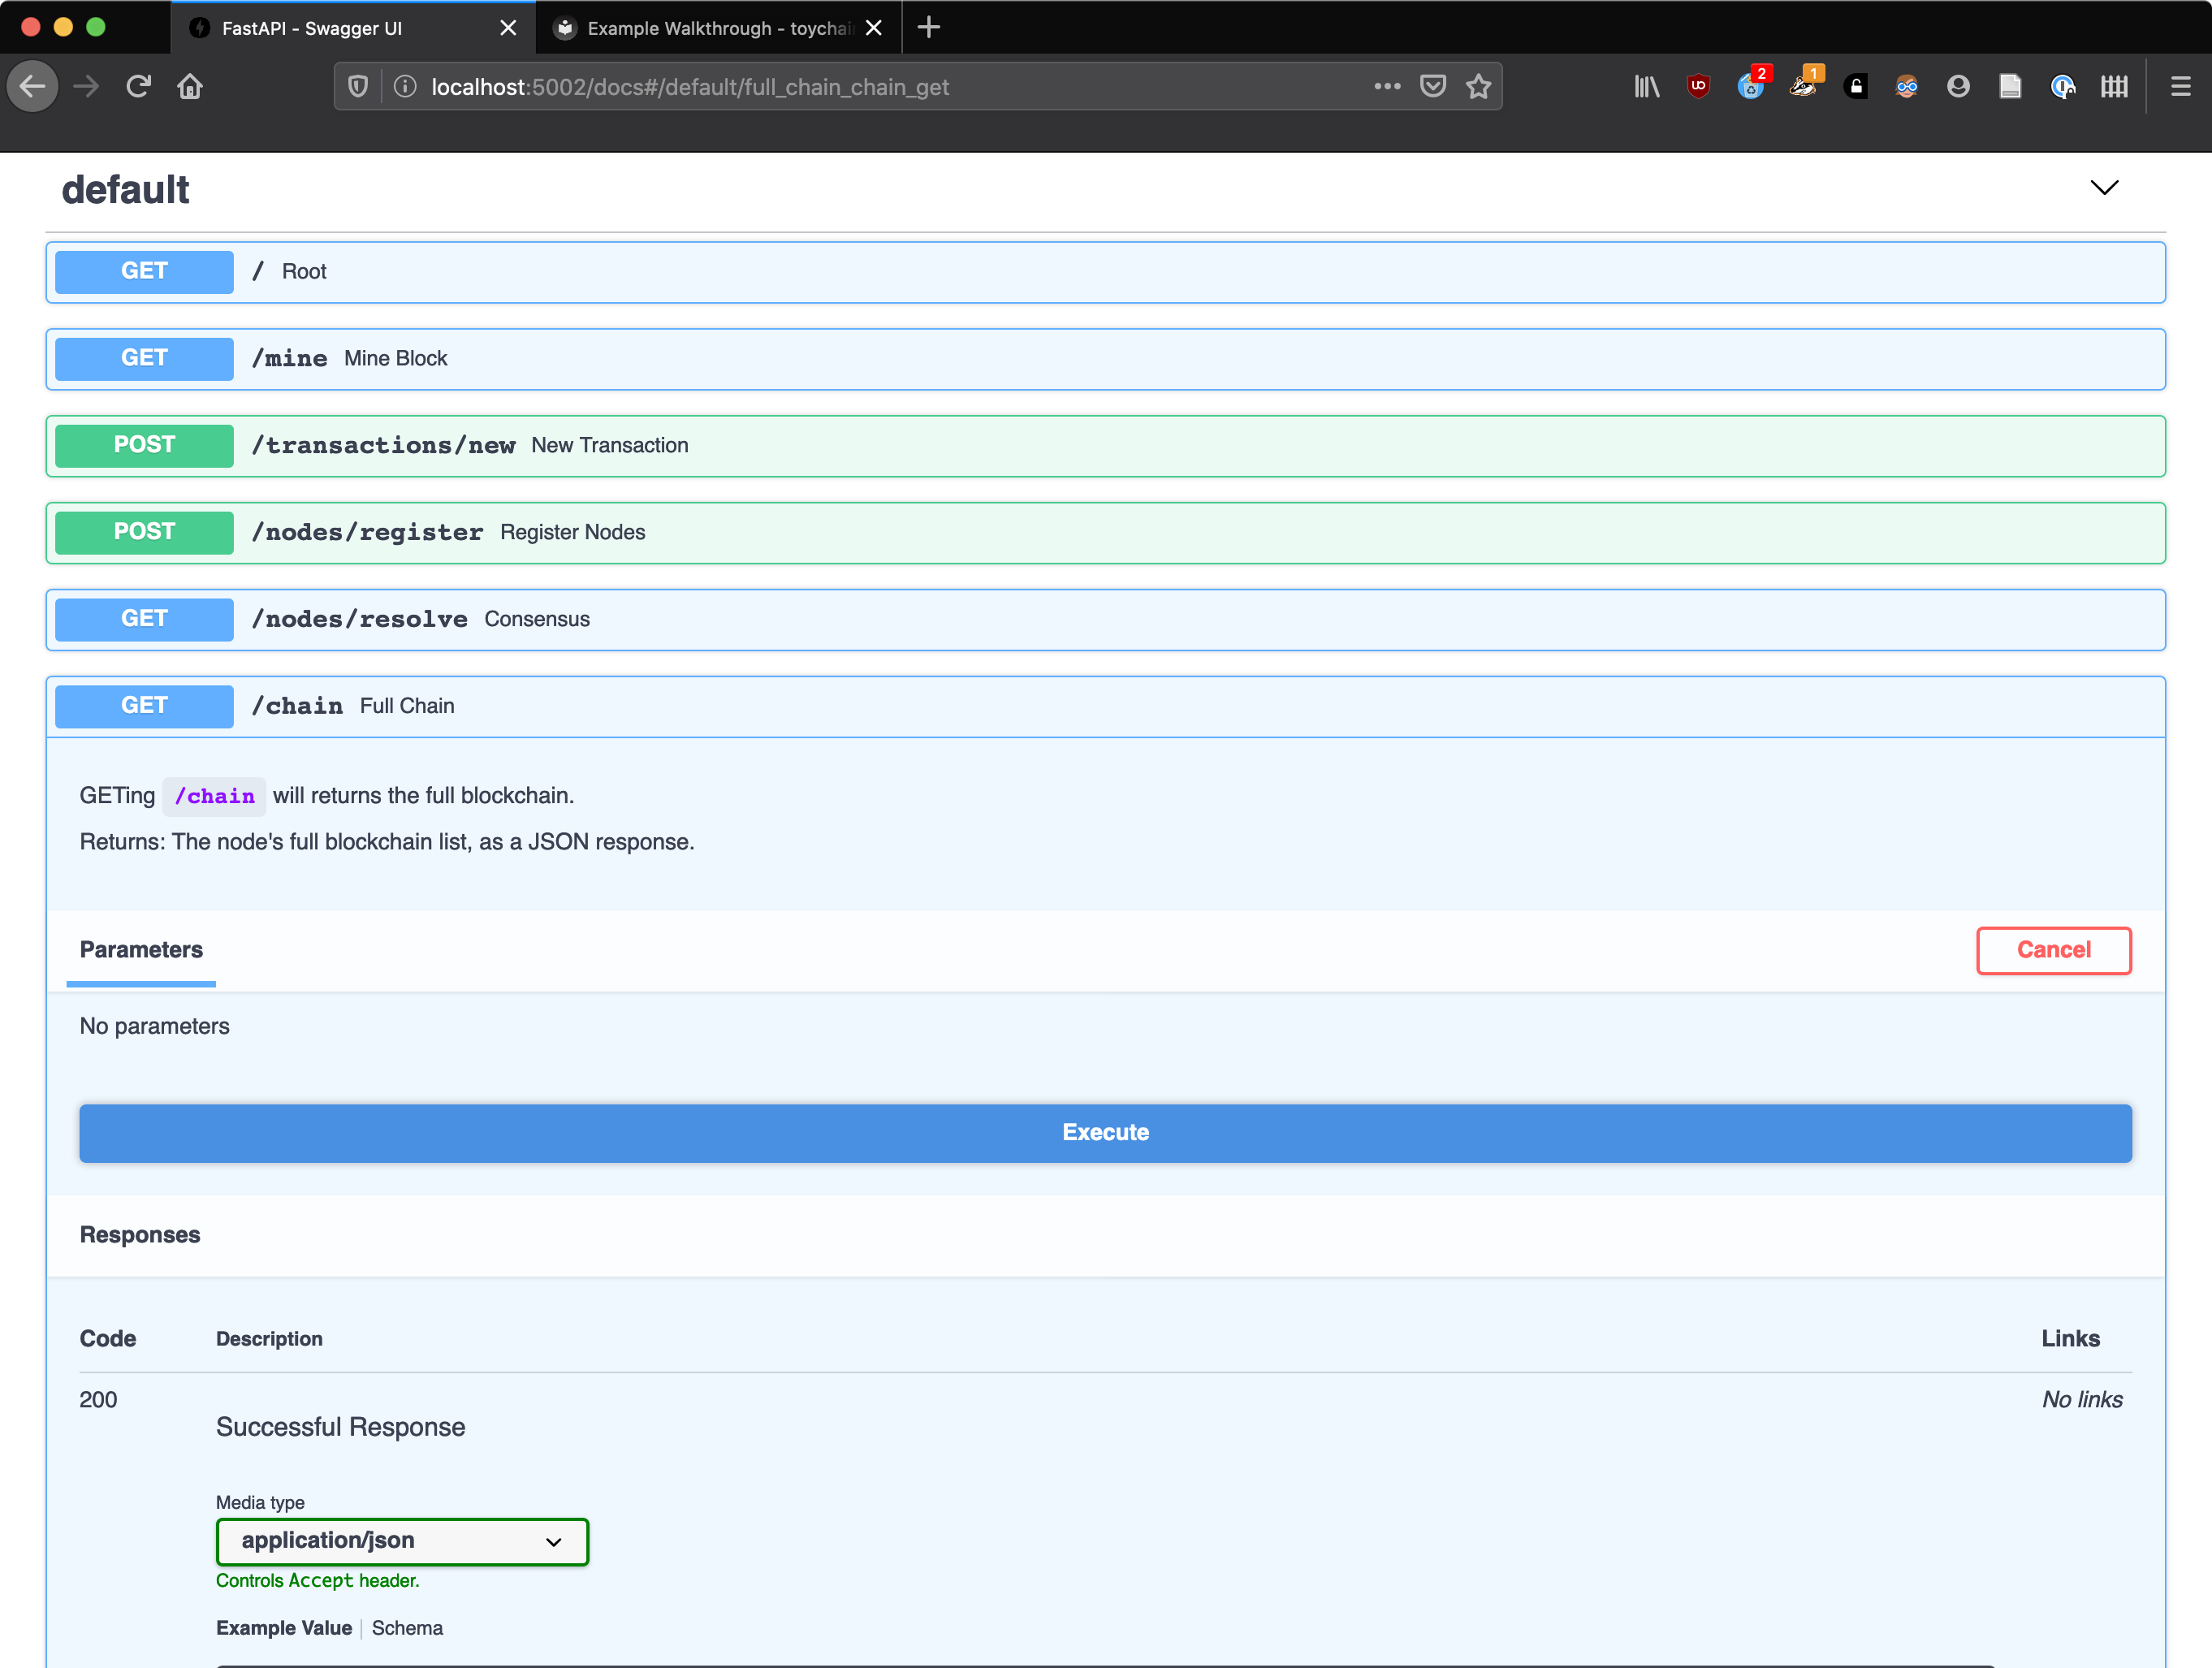 FastAPI - Swagger UI
Example Walkthrough - toychai
localhost:5002/docs#/default/full_chain_chain_get
2
1
default
GET / Root
GET /mine Mine Block
POST /transactions/new New Transaction
POST /nodes/register Register Nodes
GET /nodes/resolve Consensus
GET /chain Full Chain
GETing /chain will returns the full blockchain.
Returns: The node's full blockchain list, as a JSON response.
Parameters
Cancel
No parameters
Execute
Responses
Code Description Links
200 No links
Successful Response
Media type
application/json
Controls Accept header.
Example Value Schema